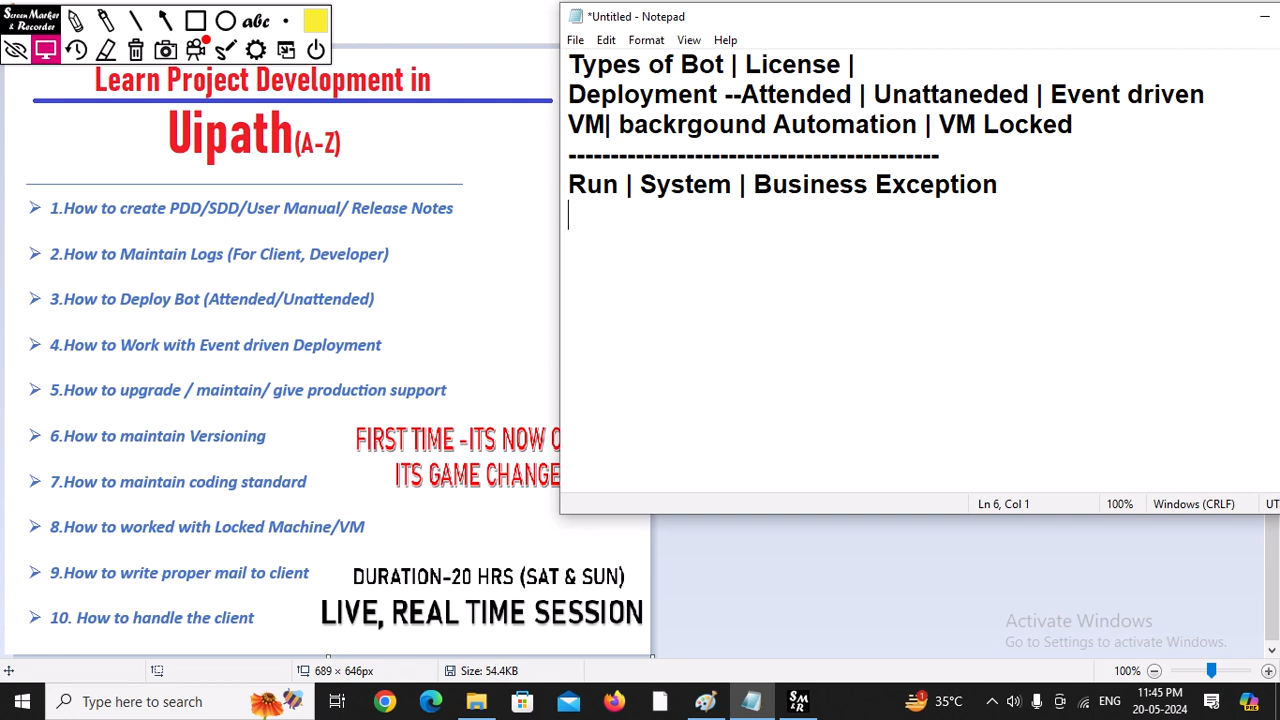 Screen Marker
& Recorder
abc
Learn Project Development in
Uipath(A-Z)
1.How to create PDD/SDD/User Manual/ Release Notes
2.How to Maintain Logs (For Client, Developer)
3.How to Deploy Bot (Attended/Unattended)
4.How to Work with Event driven Deployment
5.How to upgrade / maintain/ give production support
6.How to maintain Versioning
7.How to maintain coding standard
8.How to worked with Locked Machine/VM
9.How to write proper mail to client
10. How to handle the client
FIRST TIME -ITS NOW O
ITS GAME CHANGE
DURATION-20 HRS (SAT & SUN)
LIVE, REAL TIME SESSION
*Untitled - Notepad
File Edit Format View Help
Types of Bot | License |
Deployment --Attended | Unattaneded | Event driven
VM| backrgound Automation | VM Locked
--------------------------------------------
Run | System | Business Exception
Ln 6, Col 1 100% Windows (CRLF) UT
Activate Windows
Go to Settings to activate Windows.
689 × 646px Size: 54.4KB 100%
Type here to search
SM
&R
1 35°C ENG 11:45 PM
20-05-2024
PRE